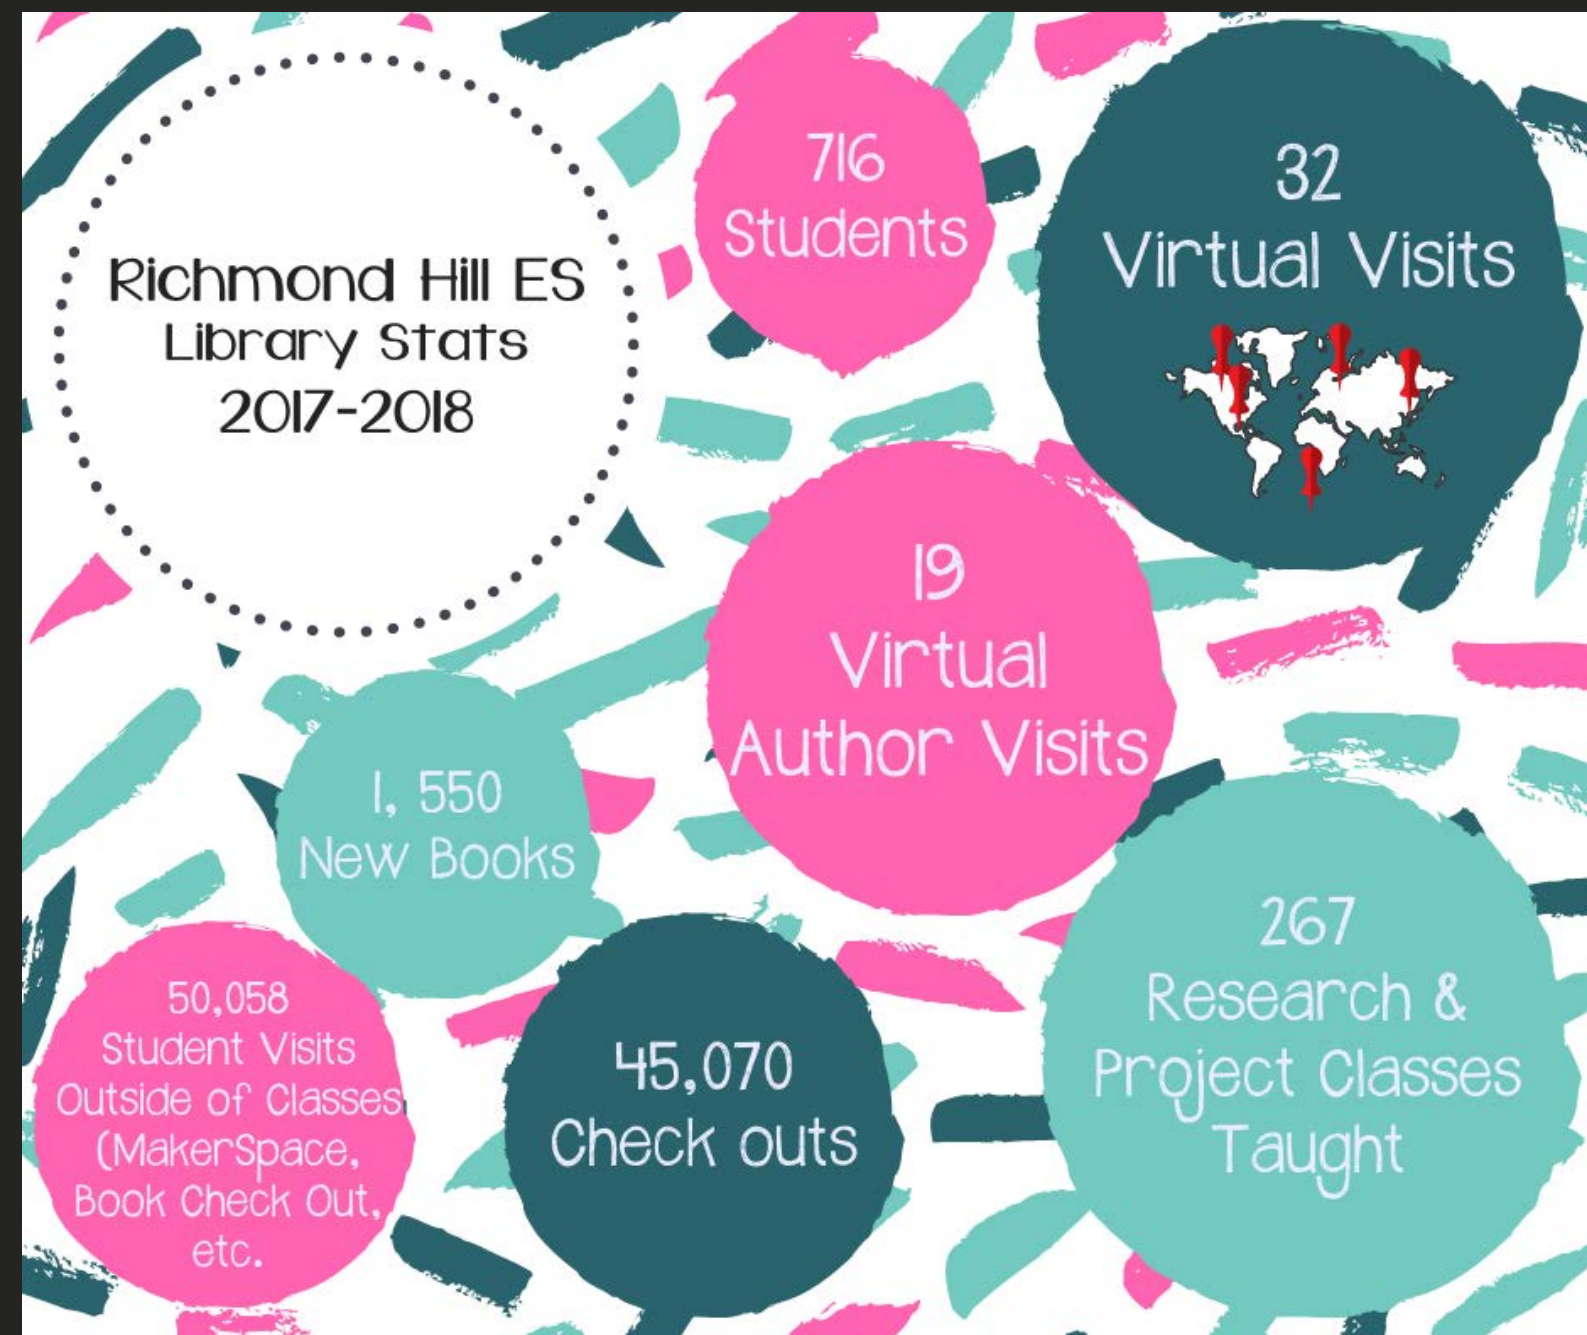 Richmond Hill ES
Library Stats
2017-2018
716
Students
32
Virtual Visits
19
Virtual
Author Visits
1, 550
New Books
267
Research &
Project Classes
Taught
50,058
Student Visits
Outside of Classes
(MakerSpace,
Book Check Out,
etc.
45,070
Check outs